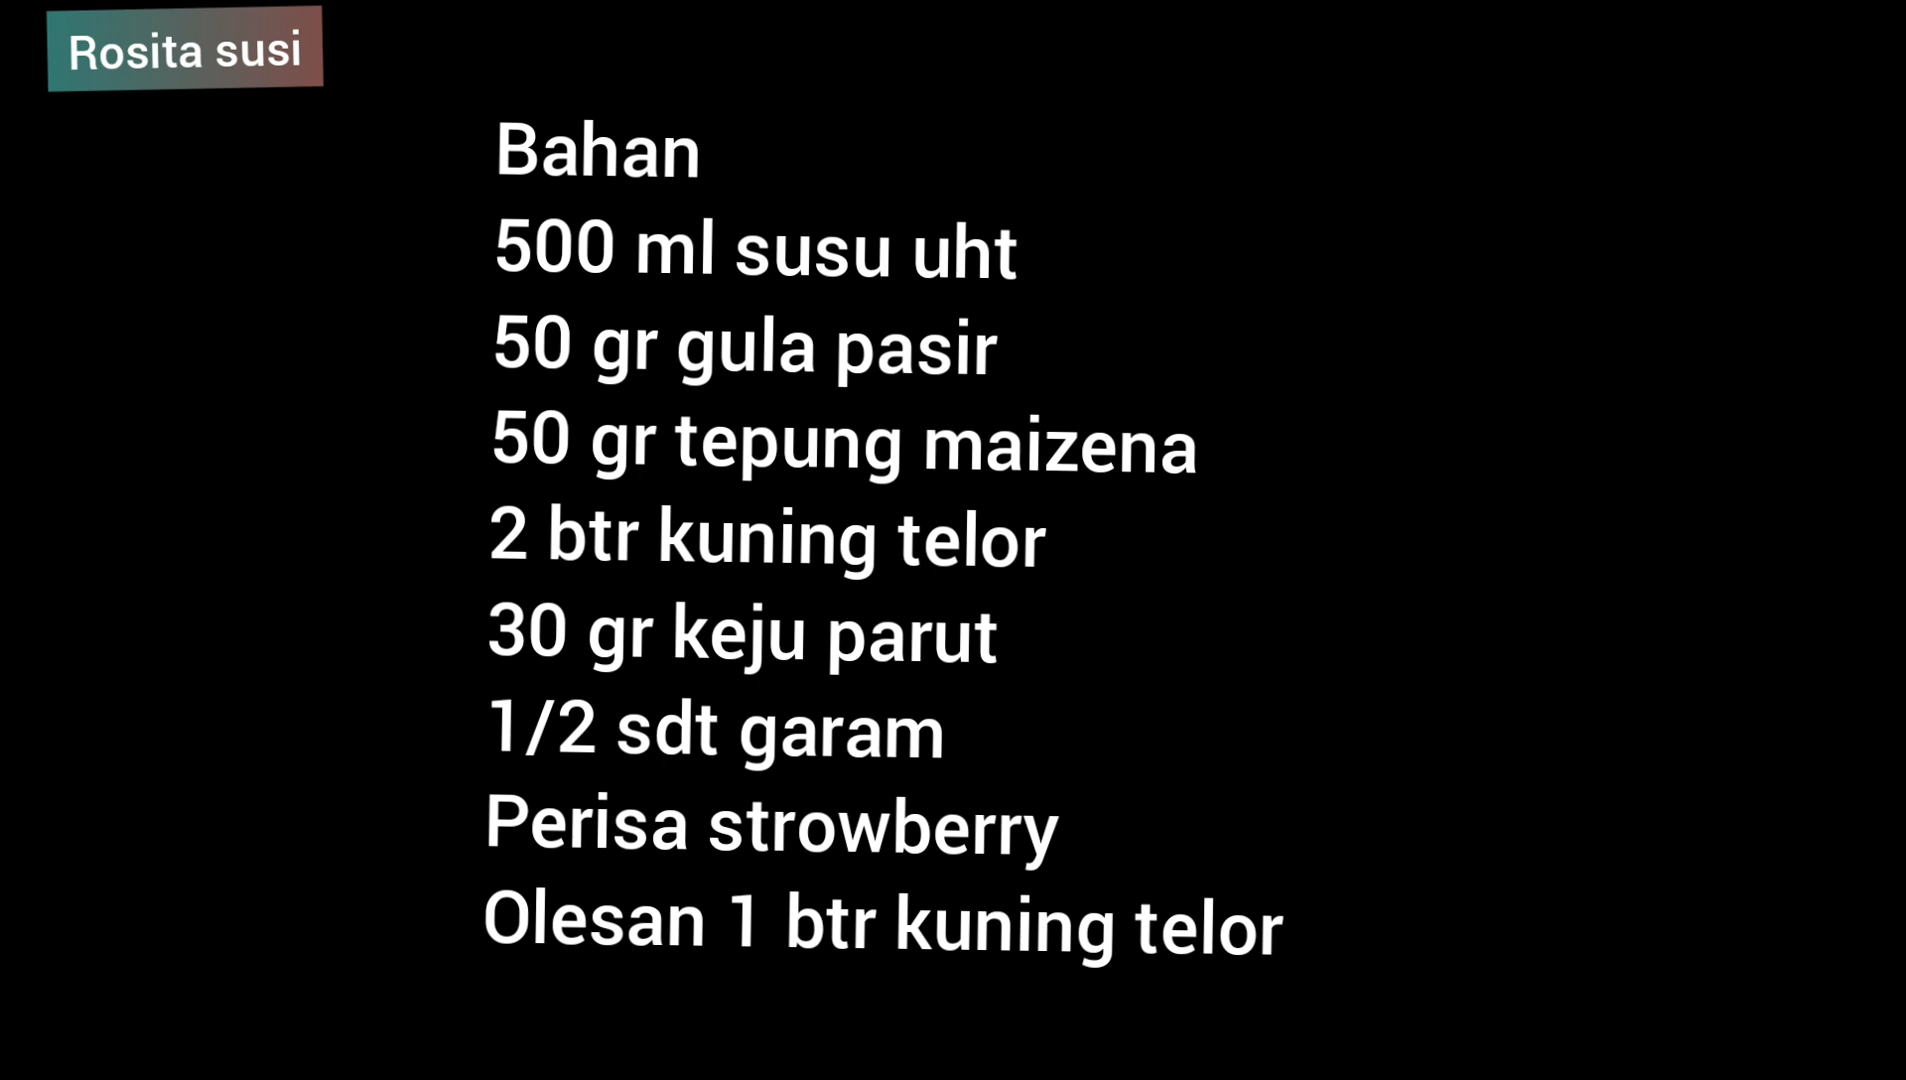 Rosita susi
Bahan
500 ml susu uht
50 gr gula pasir
50 gr tepung maizena
2 btr kuning telor
30 gr keju parut
1/2 sdt garam
Perisa strowberry
Olesan 1 btr kuning telor